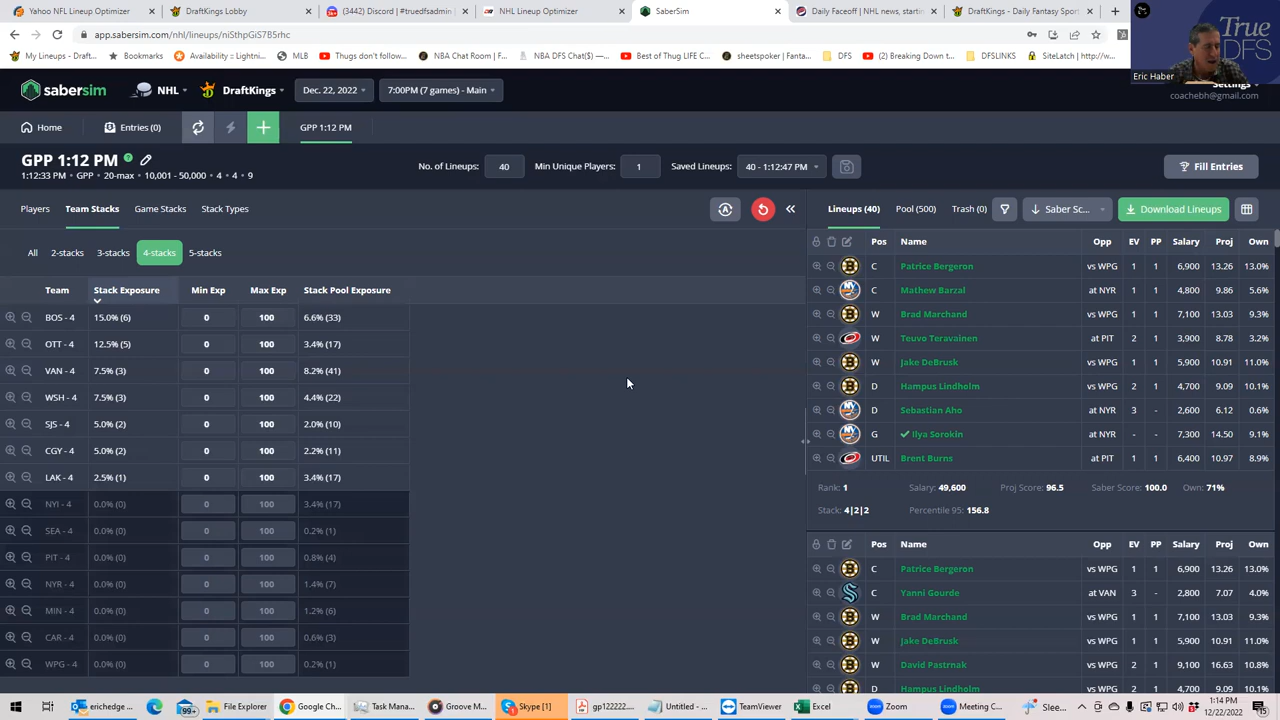 Yahoo NFL Optimizer
DraftKings Lobby
(3442) Discord | #truedfsadmin |
NHL Lineup Optimizer
SaberSim
Daily Faceoff | NHL news, startin
DraftKings - Daily Fantasy Sport
app.sabersim.com/nhl/lineups/niSthpGiS7B5rhc
My Lineups - Draft...
Bookmarks
Availability = Lightni...
MLB
Thugs don't follow...
NBA Chat Room ( F...
NBA DFS Chat($) —...
Best of Thug LIFE C...
sheetspoker
DFS
(2) Breaking Down t...
DFSLINKS
SiteLatch | http://w...
True
DFS
Eric Haber
sabersim
NHL
DraftKings
Dec. 22, 2022
7:00PM (7 games) - Main
Settings
coachebh@gmail.com
Home
Entries (0)
GPP 1:12 PM
GPP 1:12 PM
1:12:33 PM • GPP • 20-max • 10,001 - 50,000 • 4 • 4 • 9
No. of Lineups: 40
Min Unique Players: 1
Saved Lineups: 40 - 1:12:47 PM
Fill Entries
Players
Team Stacks
Game Stacks
Stack Types
Lineups (40)
Pool (500)
Trash (0)
Saber Sc...
Download Lineups
All
2-stacks
3-stacks
4-stacks
5-stacks
Team Stack Exposure Min Exp Max Exp Stack Pool Exposure
BOS - 4 15.0% (6) 0 100 6.6% (33)
OTT - 4 12.5% (5) 0 100 3.4% (17)
VAN - 4 7.5% (3) 0 100 8.2% (41)
WSH - 4 7.5% (3) 0 100 4.4% (22)
SJS - 4 5.0% (2) 0 100 2.0% (10)
CGY - 4 5.0% (2) 0 100 2.2% (11)
LAK - 4 2.5% (1) 0 100 3.4% (17)
NYI - 4 0.0% (0) 0 100 3.4% (17)
SEA - 4 0.0% (0) 0 100 0.2% (1)
PIT - 4 0.0% (0) 0 100 0.8% (4)
NYR - 4 0.0% (0) 0 100 1.4% (7)
MIN - 4 0.0% (0) 0 100 1.2% (6)
CAR - 4 0.0% (0) 0 100 0.6% (3)
WPG - 4 0.0% (0) 0 100 0.2% (1)
Pos Name Opp EV PP Salary Proj Own
C Patrice Bergeron vs WPG 1 1 6,900 13.26 13.0%
C Mathew Barzal at NYR 1 1 4,800 9.86 5.6%
W Brad Marchand vs WPG 1 1 7,100 13.03 9.3%
W Teuvo Teravainen at PIT 2 1 3,900 8.78 3.2%
W Jake DeBrusk vs WPG 1 1 5,900 10.91 11.0%
D Hampus Lindholm vs WPG 2 1 4,700 9.09 10.1%
D Sebastian Aho at NYR 3 - 2,600 6.12 0.6%
G Ilya Sorokin at NYR - - 7,300 14.50 9.1%
UTIL Brent Burns at PIT 1 1 6,400 10.97 8.9%
Rank: 1 Salary: 49,600 Proj Score: 96.5 Saber Score: 100.0 Own: 71%
Stack: 4|2|2 Percentile 95: 156.8
Pos Name Opp EV PP Salary Proj Own
C Patrice Bergeron vs WPG 1 1 6,900 13.26 13.0%
C Yanni Gourde at VAN 3 - 2,800 7.07 4.0%
W Brad Marchand vs WPG 1 1 7,100 13.03 9.3%
W Jake DeBrusk vs WPG 1 1 5,900 10.91 11.0%
W David Pastrnak vs WPG 2 1 9,100 16.63 10.8%
D Hampus Lindholm vs WPG 2 1 4,700 9.09 10.1%
erichedge ...
99+
File Explorer
Google Ch...
Task Mana...
Groove M...
Skype [1]
gp122222...
Untitled - ...
TeamViewer
Excel
Zoom
Meeting C...
Slee...
1:14 PM
12/22/2022